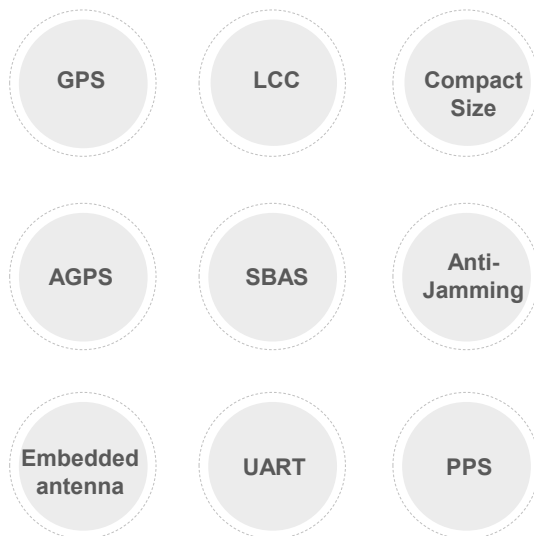 GPS
LCC
Compact
Size
AGPS
SBAS
Anti-
Jamming
Embedded
antenna
UART
PPS